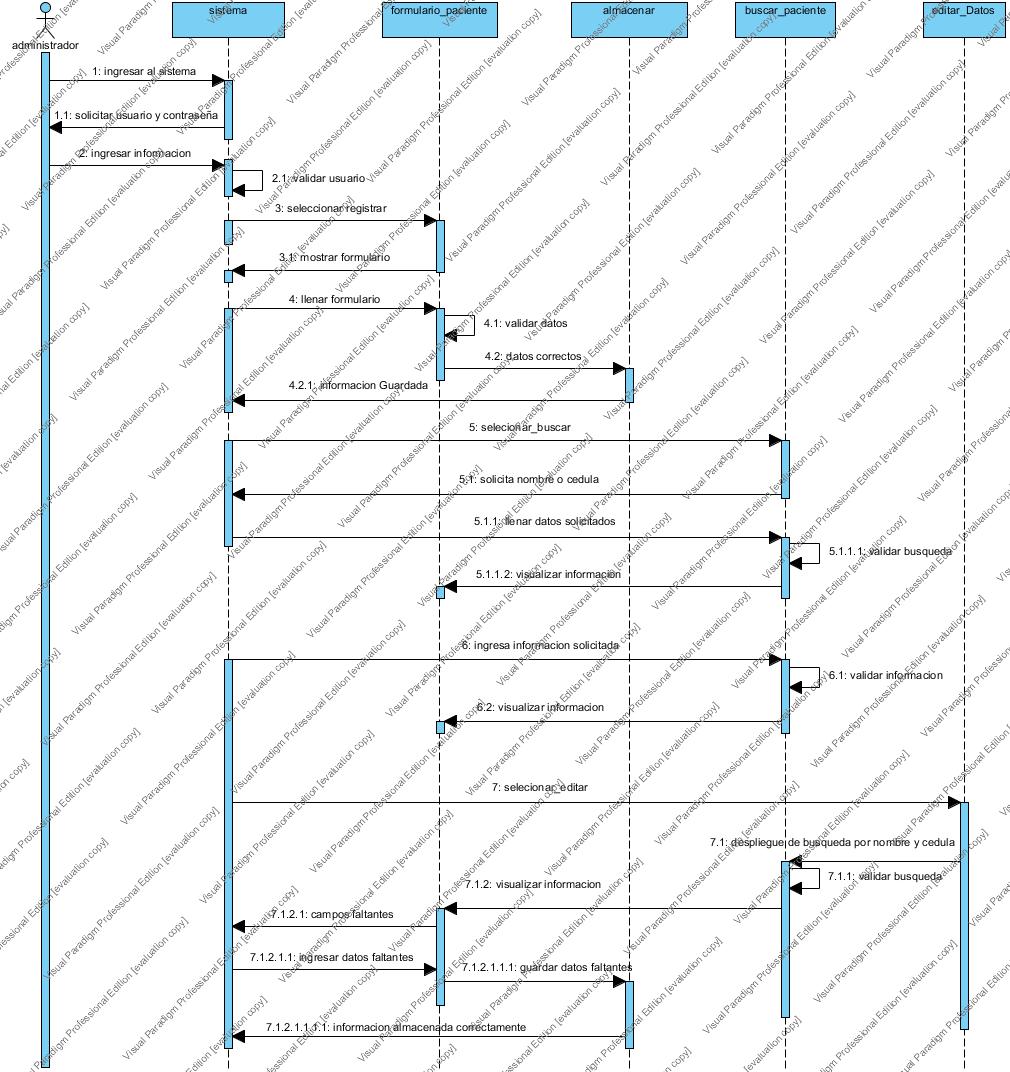 sistema
formulario_paciente
almacenar
buscar_paciente
editar_Datos
administrador
1: ingresar al sistema
1.1: solicitar usuario y contraseña
2: ingresar informacion
2.1: validar usuario
3: seleccionar registrar
3.1: mostrar formulario
4: llenar formulario
4.1: validar datos
4.2: datos correctos
4.2.1: informacion Guardada
5: selecionar_buscar
5.1: solicita nombre o cedula
5.1.1: llenar datos solicitados
5.1.1.1: validar busqueda
5.1.1.2: visualizar informacion
6: ingresa informacion solicitada
6.1: validar informacion
6.2: visualizar informacion
7: selecionar_editar
7.1: despliegue de busqueda por nombre y cedula
7.1.1: validar busqueda
7.1.2: visualizar informacion
7.1.2.1: campos faltantes
7.1.2.1.1: ingresar datos faltantes
7.1.2.1.1.1: guardar datos faltantes
7.1.2.1.1.1.1: informacion almacenada correctamente
Visual Paradigm Professional Edition [evaluation copy]